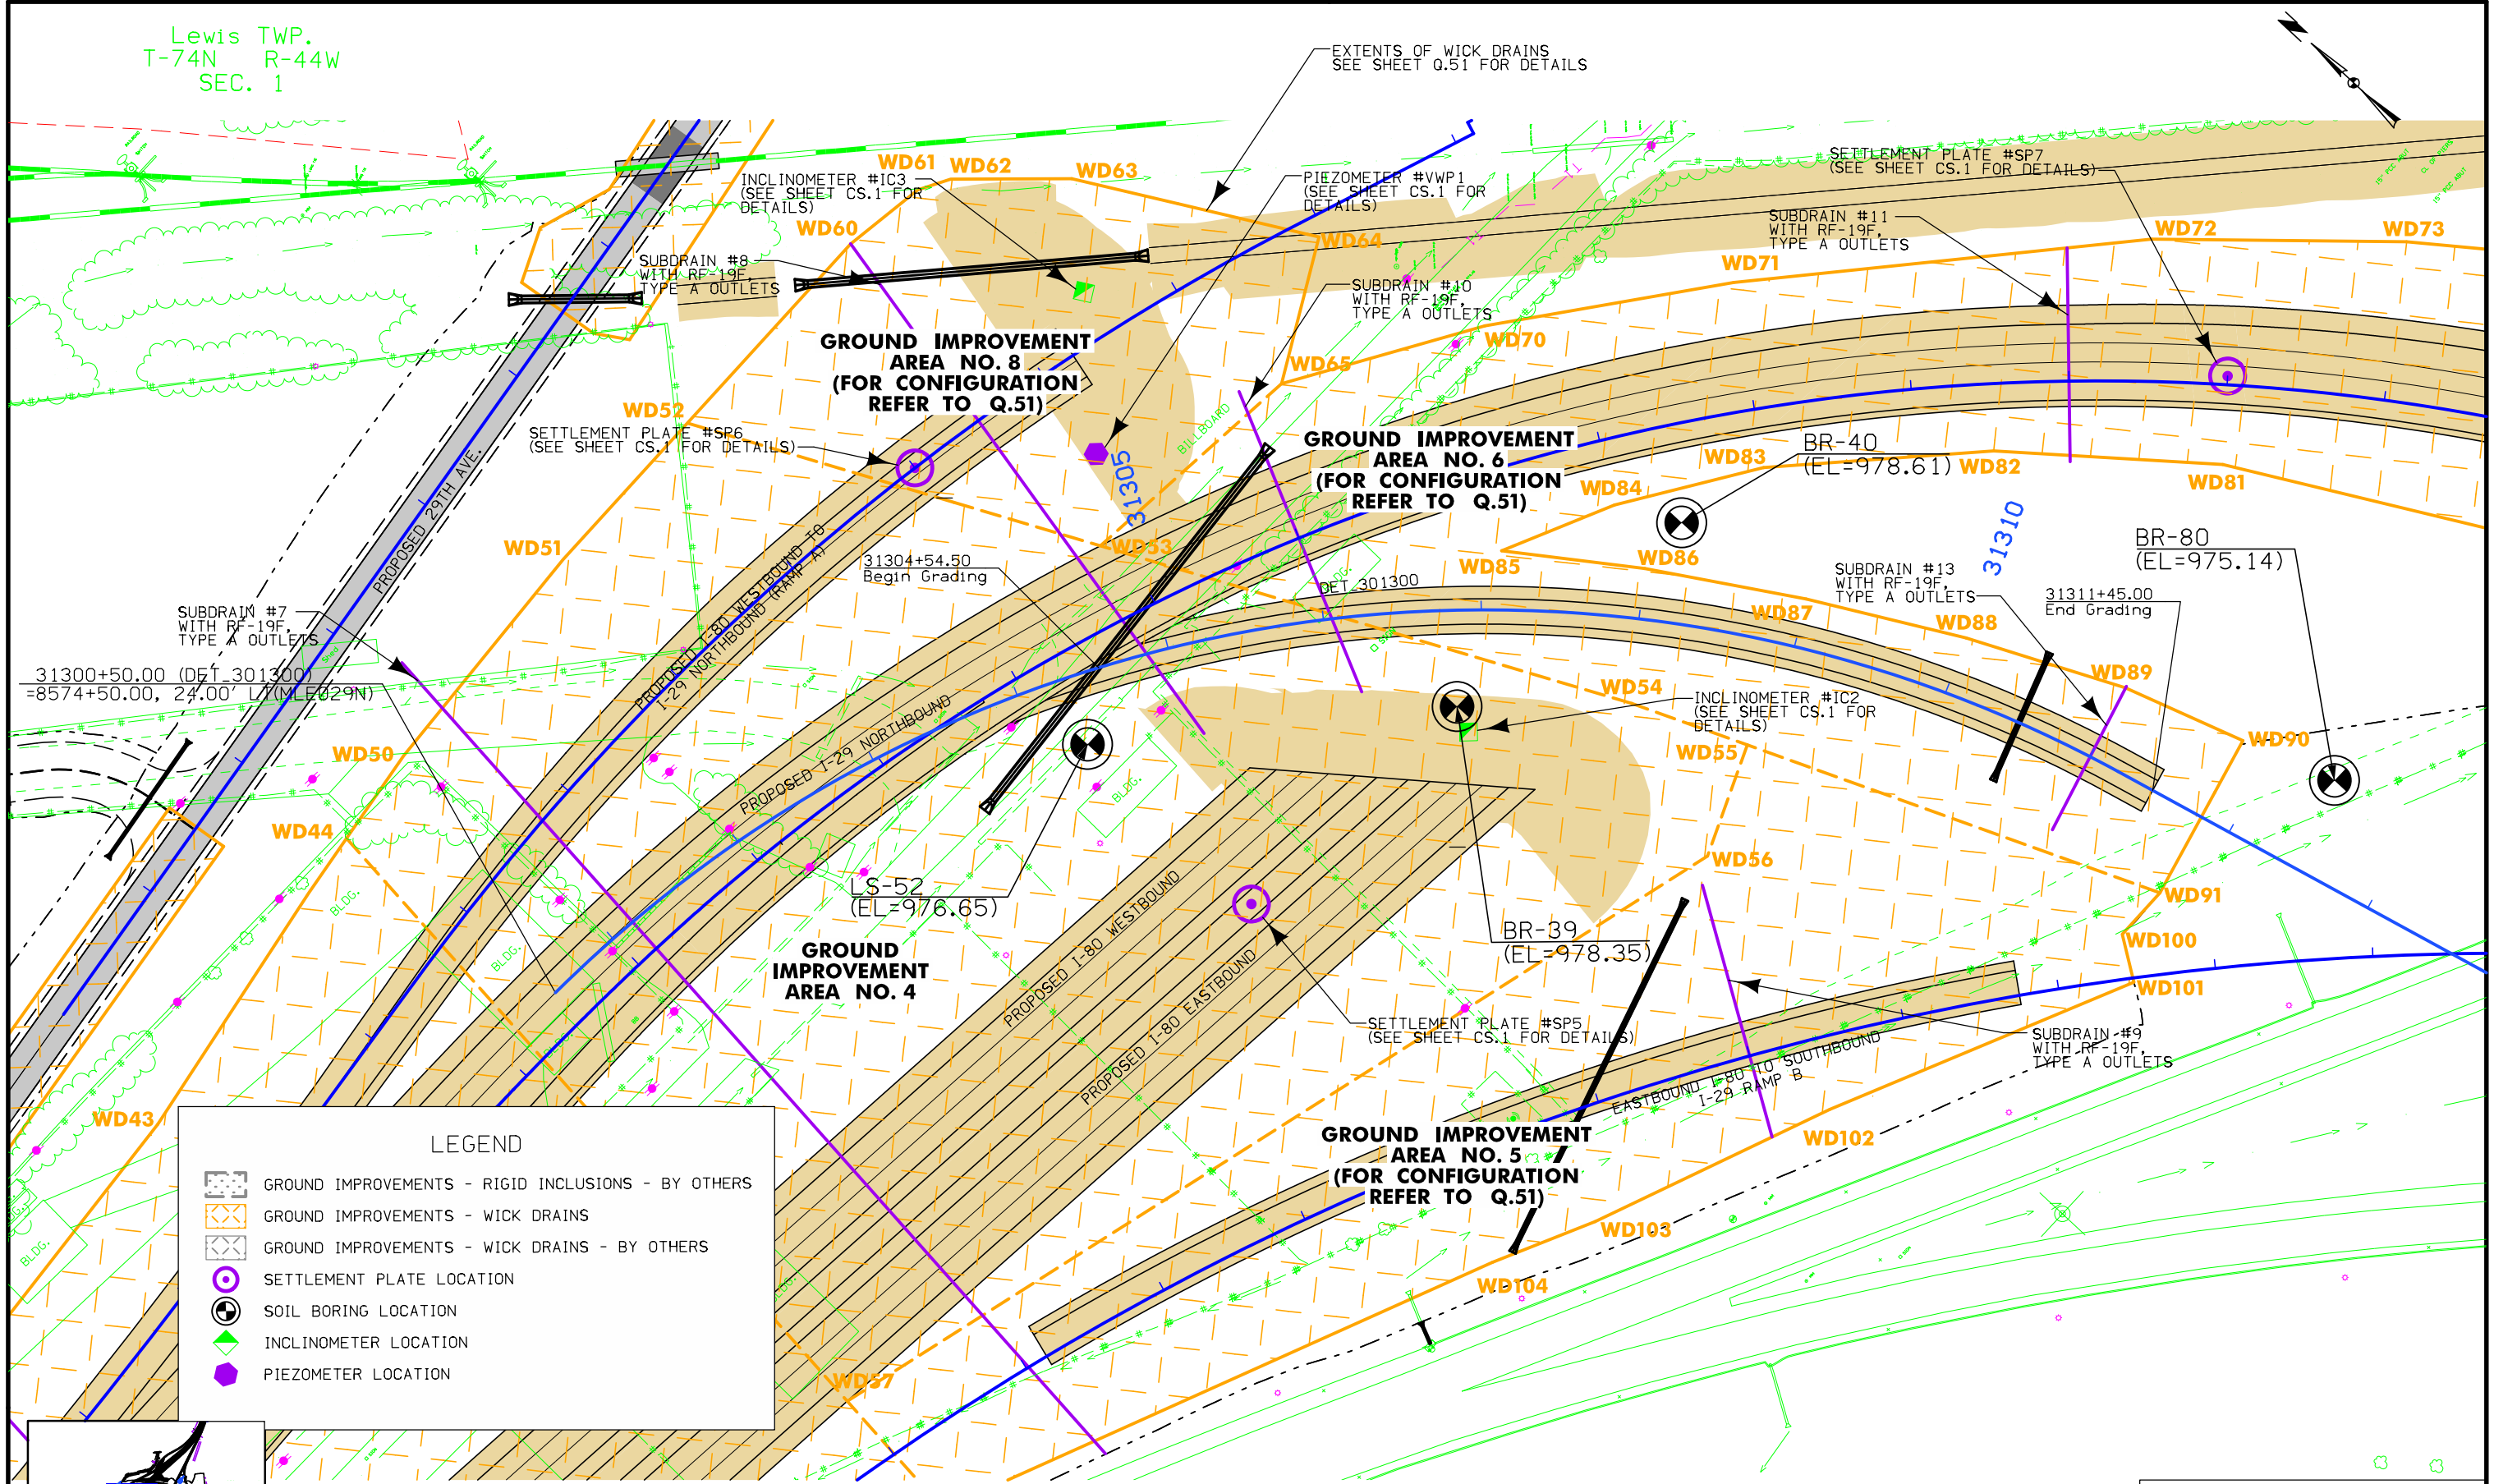 Lewis TWP.
T-74N R-44W
SEC. 1
EXTENTS OF WICK DRAINS
SEE SHEET Q.51 FOR DETAILS
WD61
WD62
WD63
INCLINOMETER #IC3
(SEE SHEET CS.1 FOR
DETAILS)
PIEZOMETER #VWP1
(SEE SHEET CS.1 FOR
DETAILS)
SETTLEMENT PLATE #SP7
(SEE SHEET CS.1 FOR DETAILS)
WD60
WD64
SUBDRAIN #11
WITH RF-19F,
TYPE A OUTLETS
WD72
WD73
SUBDRAIN #8
WITH RF-19F,
TYPE A OUTLETS
WD71
SUBDRAIN #10
WITH RF-19F,
TYPE A OUTLETS
GROUND IMPROVEMENT
AREA NO. 8
(FOR CONFIGURATION
REFER TO Q.51)
WD70
WD65
WD52
SETTLEMENT PLATE #SP6
(SEE SHEET CS.1 FOR DETAILS)
BILLBOARD
GROUND IMPROVEMENT
AREA NO. 6
(FOR CONFIGURATION
REFER TO Q.51)
BR-40
(EL=978.61)
WD83
WD82
WD81
WD84
31305
PROPOSED 29TH AVE.
WD51
WD53
31304+54.50
Begin Grading
BLDG.
DET_301300
WD85
WD86
31310
BR-80
(EL=975.14)
SUBDRAIN #13
WITH RF-19F,
TYPE A OUTLETS
31311+45.00
End Grading
SUBDRAIN #7
WITH RF-19F,
TYPE A OUTLETS
Shed
PROPOSED I-80 WESTBOUND TO
I-29 NORTHBOUND (RAMP A)
SIGN
WD87
WD88
WD89
31300+50.00 (DET_301300)
=8574+50.00, 24.00' LT(MLE029N)
WD54
INCLINOMETER #IC2
(SEE SHEET CS.1 FOR
DETAILS)
WD50
WD55
WD90
PROPOSED I-29 NORTHBOUND
BLDG.
WD44
WD56
WD91
LS-52
(EL=976.65)
BLDG.
BLDG.
GROUND
IMPROVEMENT
AREA NO. 4
PROPOSED I-80 WESTBOUND
PROPOSED I-80 EASTBOUND
BR-39
(EL=978.35)
WD100
WD101
SETTLEMENT PLATE #SP5
(SEE SHEET CS.1 FOR DETAILS)
SUBDRAIN #9
WITH RF-19F,
TYPE A OUTLETS
EASTBOUND I-80 TO SOUTHBOUND
I-29 RAMP B
WD43
WD102
GROUND IMPROVEMENT
AREA NO. 5
(FOR CONFIGURATION
REFER TO Q.51)
WD103
WD104
WD57
BLDG.
LEGEND
GROUND IMPROVEMENTS - RIGID INCLUSIONS - BY OTHERS
GROUND IMPROVEMENTS - WICK DRAINS
GROUND IMPROVEMENTS - WICK DRAINS - BY OTHERS
SETTLEMENT PLATE LOCATION
SOIL BORING LOCATION
INCLINOMETER LOCATION
PIEZOMETER LOCATION